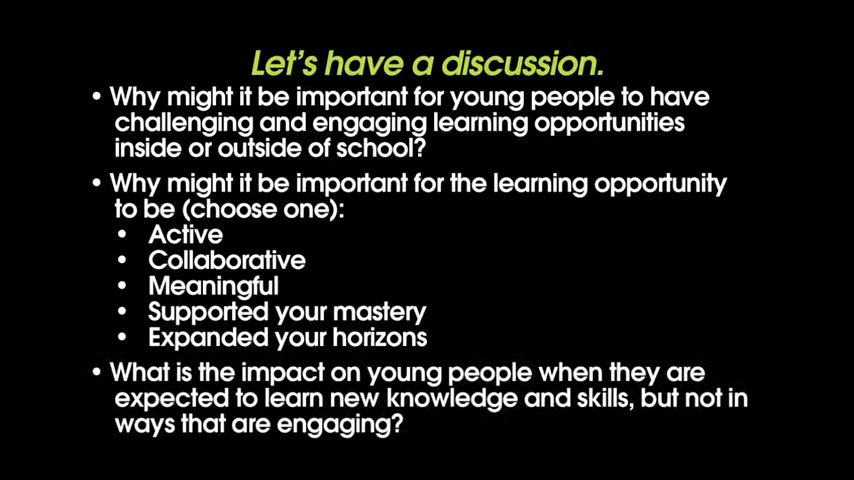 Let's have a discussion.
• Why might it be important for young people to have
challenging and engaging learning opportunities
inside or outside of school?
• Why might it be important for the learning opportunity
to be (choose one):
• Active
• Collaborative
• Meaningful
• Supported your mastery
• Expanded your horizons
• What is the impact on young people when they are
expected to learn new knowledge and skills, but not in
ways that are engaging?